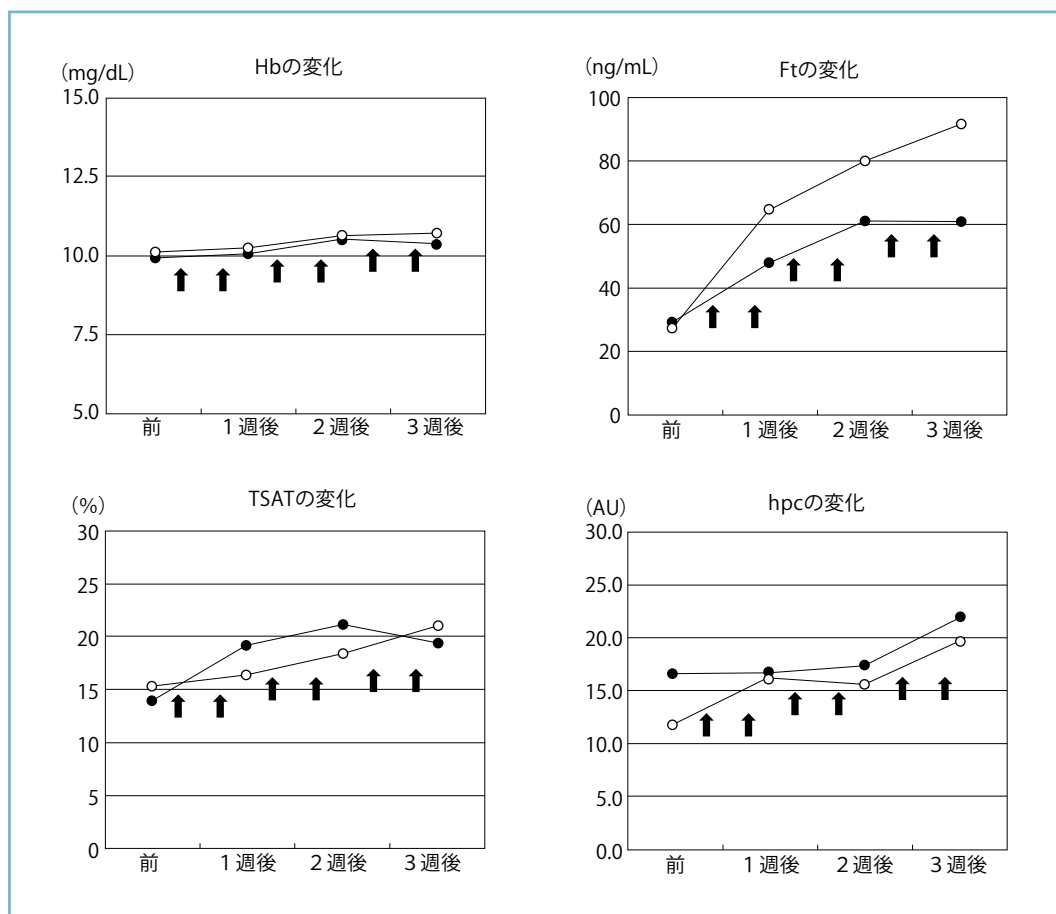 Hbの変化
(mg/dL)
15.0
12.5
10.0
7.5
5.0
前
1週後
2週後
3週後
Ftの変化
(ng/mL)
100
80
60
40
20
0
前
1週後
2週後
3週後
TSATの変化
(%)
30
25
20
15
10
5
0
前
1週後
2週後
3週後
hpcの変化
(AU)
30.0
25.0
20.0
15.0
10.0
5.0
0.0
前
1週後
2週後
3週後